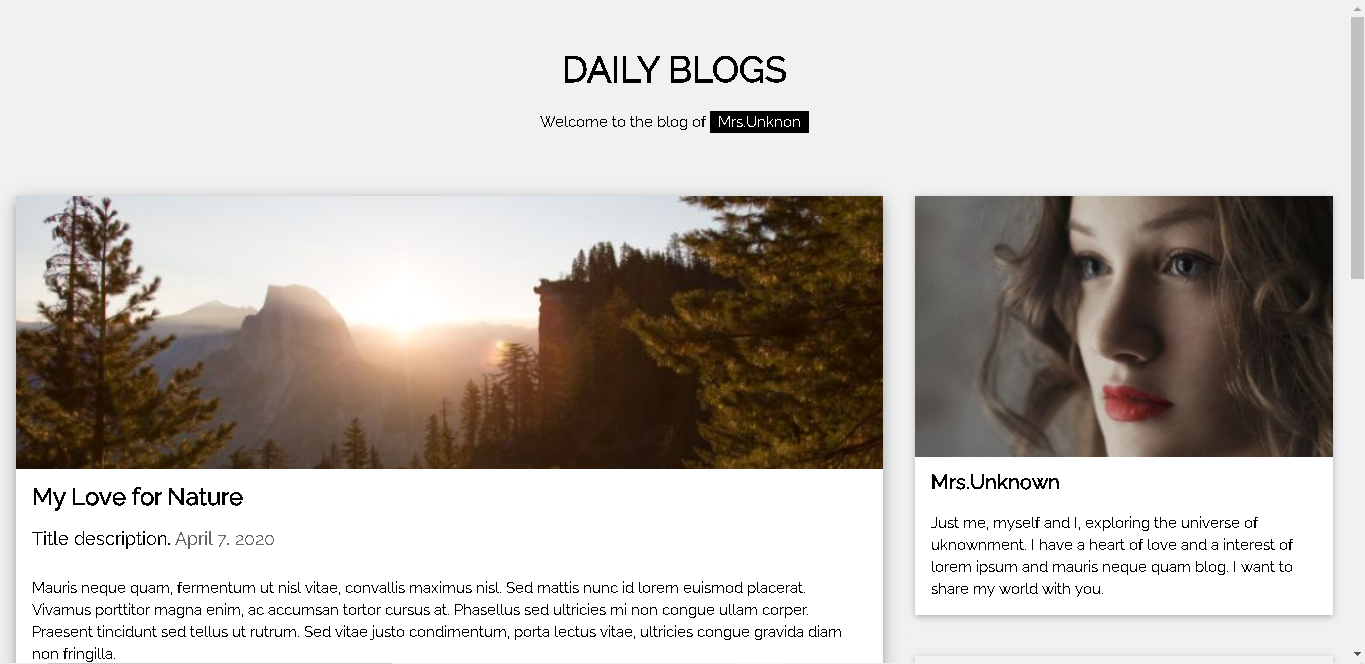 DAILY BLOGS
Welcome to the blog of Mrs.Unknon
My Love for Nature
Title description. April 7, 2020
Mauris neque quam, fermentum ut nisl vitae, convallis maximus nisl. Sed mattis nunc id lorem euismod placerat.
Vivamus porttitor magna enim, ac accumsan tortor cursus at. Phasellus sed ultricies mi non congue ullam corper.
Praesent tincidunt sed tellus ut rutrum. Sed vitae justo condimentum, porta lectus vitae, ultricies congue gravida diam
non fringilla.
Mrs.Unknown
Just me, myself and I, exploring the universe of
uknownment. I have a heart of love and a interest of
lorem ipsum and mauris neque quam blog. I want to
share my world with you.